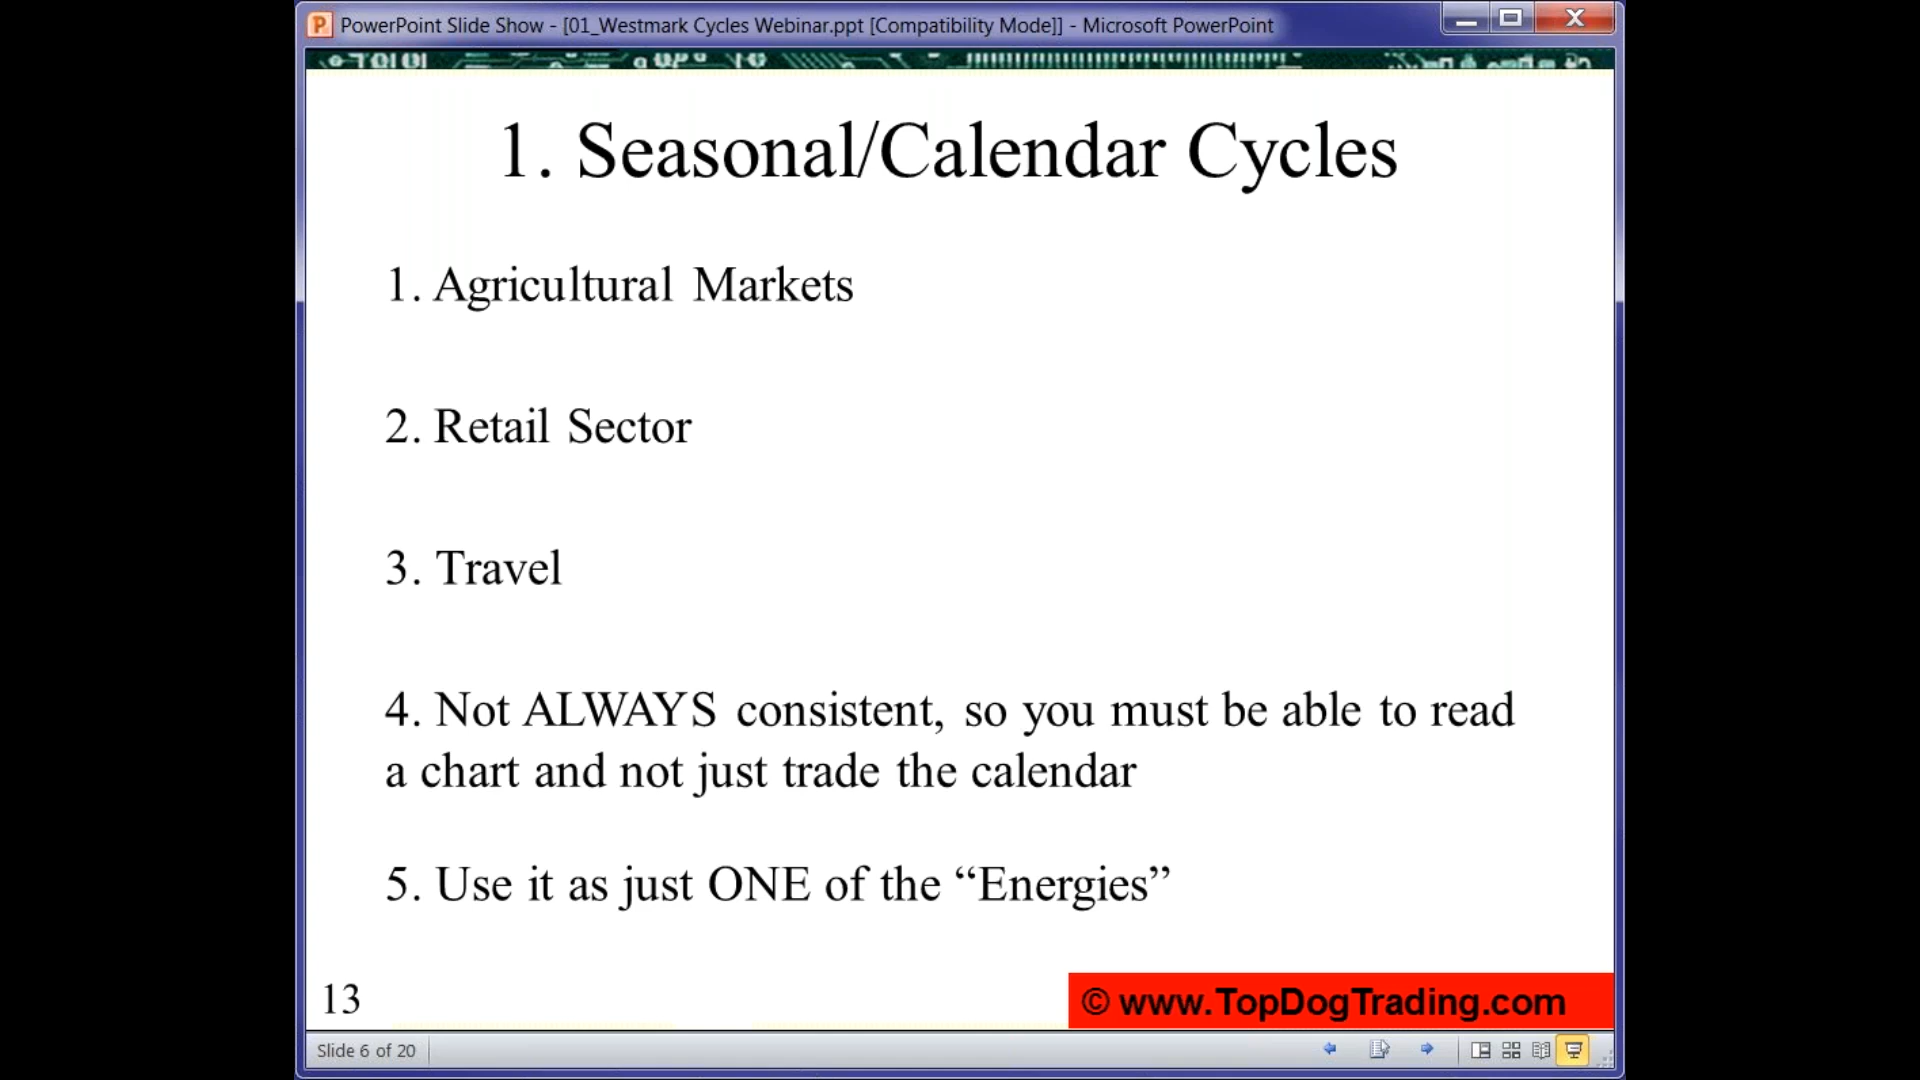 PowerPoint Slide Show - [01_Westmark Cycles Webinar.ppt [Compatibility Mode]] - Microsoft PowerPoint
1. Seasonal/Calendar Cycles
1. Agricultural Markets
2. Retail Sector
3. Travel
4. Not ALWAYS consistent, so you must be able to read
a chart and not just trade the calendar
5. Use it as just ONE of the “Energies”
13
© www.TopDogTrading.com
Slide 6 of 20